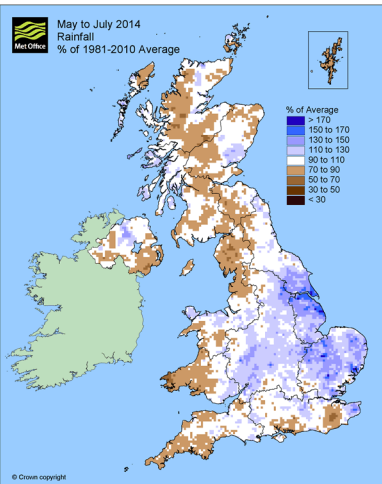 Met Office
May to July 2014
Rainfall
% of 1981-2010 Average
% of Average
> 170
150 to 170
130 to 150
110 to 130
90 to 110
70 to 90
50 to 70
30 to 50
< 30
© Crown copyright